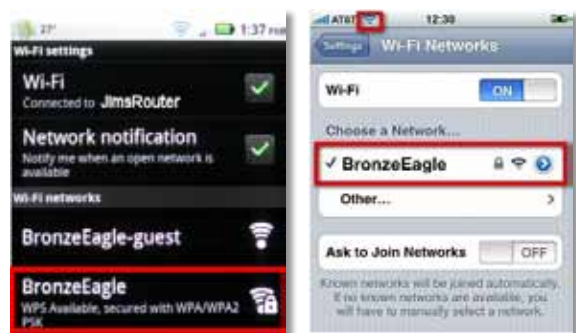 27°
1:37 PM
Wi-Fi settings
Wi-Fi
Connected to JimsRouter
Network notification
Notify me when an open network is
available
Wi-Fi networks
BronzeEagle-guest
BronzeEagle
WPS Available, secured with WPA/WPA2
PSK
AT&T 12:30
Settings Wi-Fi Networks
Wi-Fi ON
Choose a Network...
BronzeEagle
Other...
Ask to Join Networks OFF
Known networks will be joined automatically.
If no known networks are available, you
will have to manually select a network.